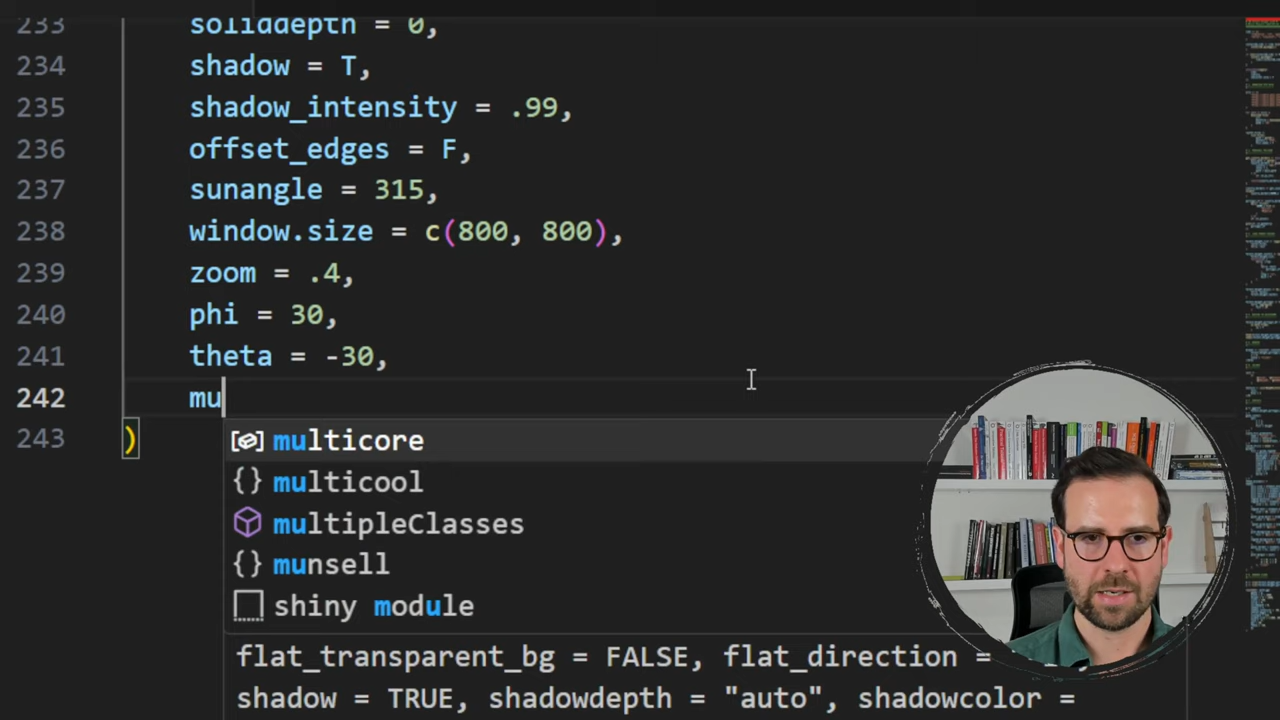 233 soliddepth = 0,
234 shadow = T,
235 shadow_intensity = .99,
236 offset_edges = F,
237 sunangle = 315,
238 window.size = c(800, 800),
239 zoom = .4,
240 phi = 30,
241 theta = -30,
242 mu
243 )
multicore
{} multicool
multipleClasses
{} munsell
shiny module
flat_transparent_bg = FALSE, flat_direction =
shadow = TRUE, shadowdepth = "auto", shadowcolor =